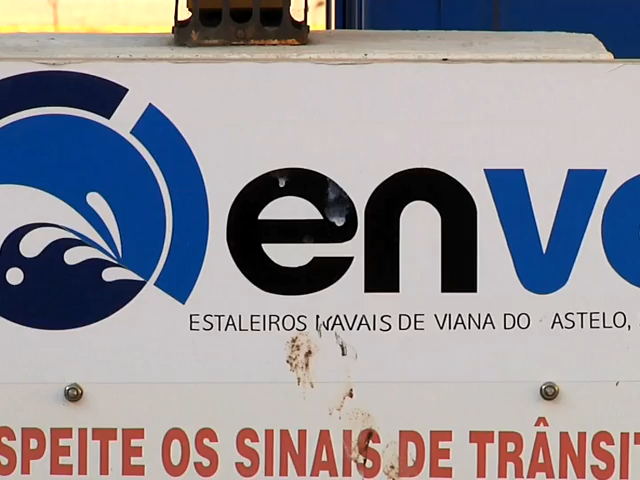 env
ESTALEIROS NAVAIS DE VIANA DO ASTELO,
SPEITE OS SINAIS DE TRÂNSIT